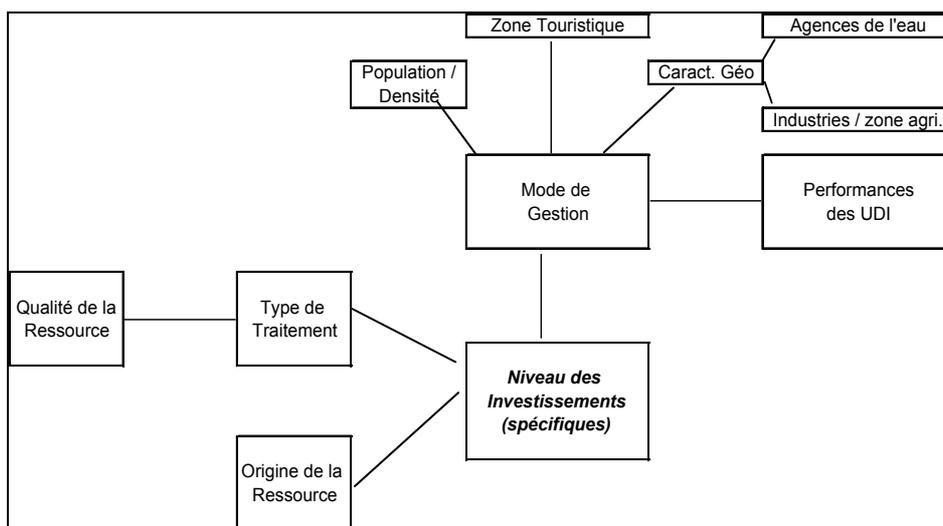 Zone Touristique
Agences de l'eau
Population /
Densité
Caract. Géo
Industries / zone agri.
Mode de
Gestion
Performances
des UDI
Qualité de la
Ressource
Type de
Traitement
Niveau des
Investissements
(spécifiques)
Origine de la
Ressource